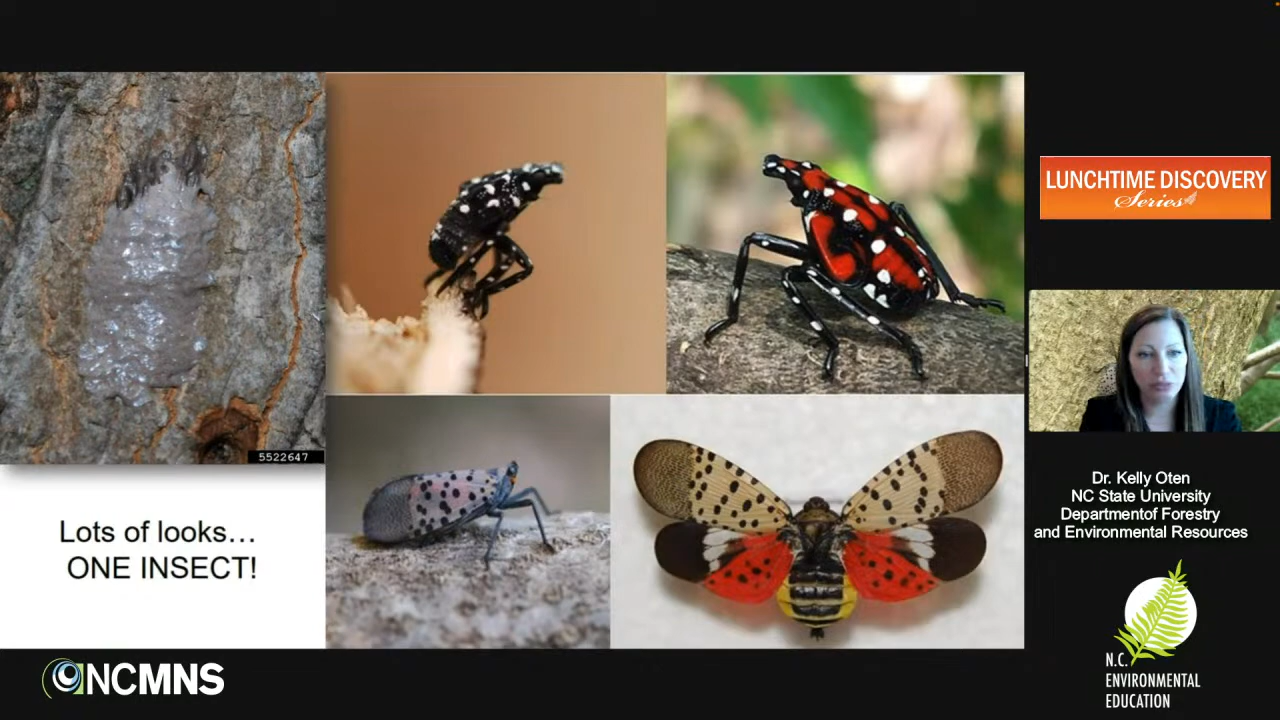 5522647
Lots of looks…
ONE INSECT!
LUNCHTIME DISCOVERY
Series
Dr. Kelly Oten
NC State University
Departmentof Forestry
and Environmental Resources
NCMNS
N.C.
ENVIRONMENTAL
EDUCATION